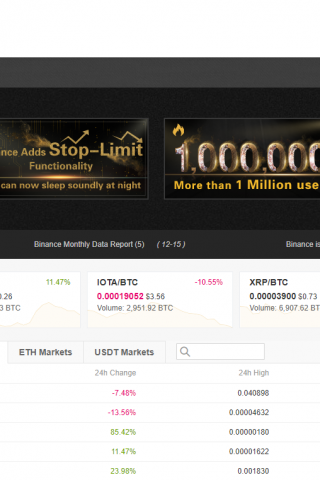 nce Adds Stop-Limit
Functionality
can now sleep soundly at night
1,000,000
More than 1 Million use
Binance Monthly Data Report (5) ( 12-15 )
Binance is
11.47%
0.26
3 BTC
IOTA/BTC -10.55%
0.00019052 $3.56
Volume: 2,951.92 BTC
XRP/BTC
0.00003900 $0.73
Volume: 6,907.62 BT
ETH Markets USDT Markets
24h Change 24h High
-7.48% 0.040898
-13.56% 0.00004632
85.42% 0.00000180
11.47% 0.00001622
23.98% 0.001830